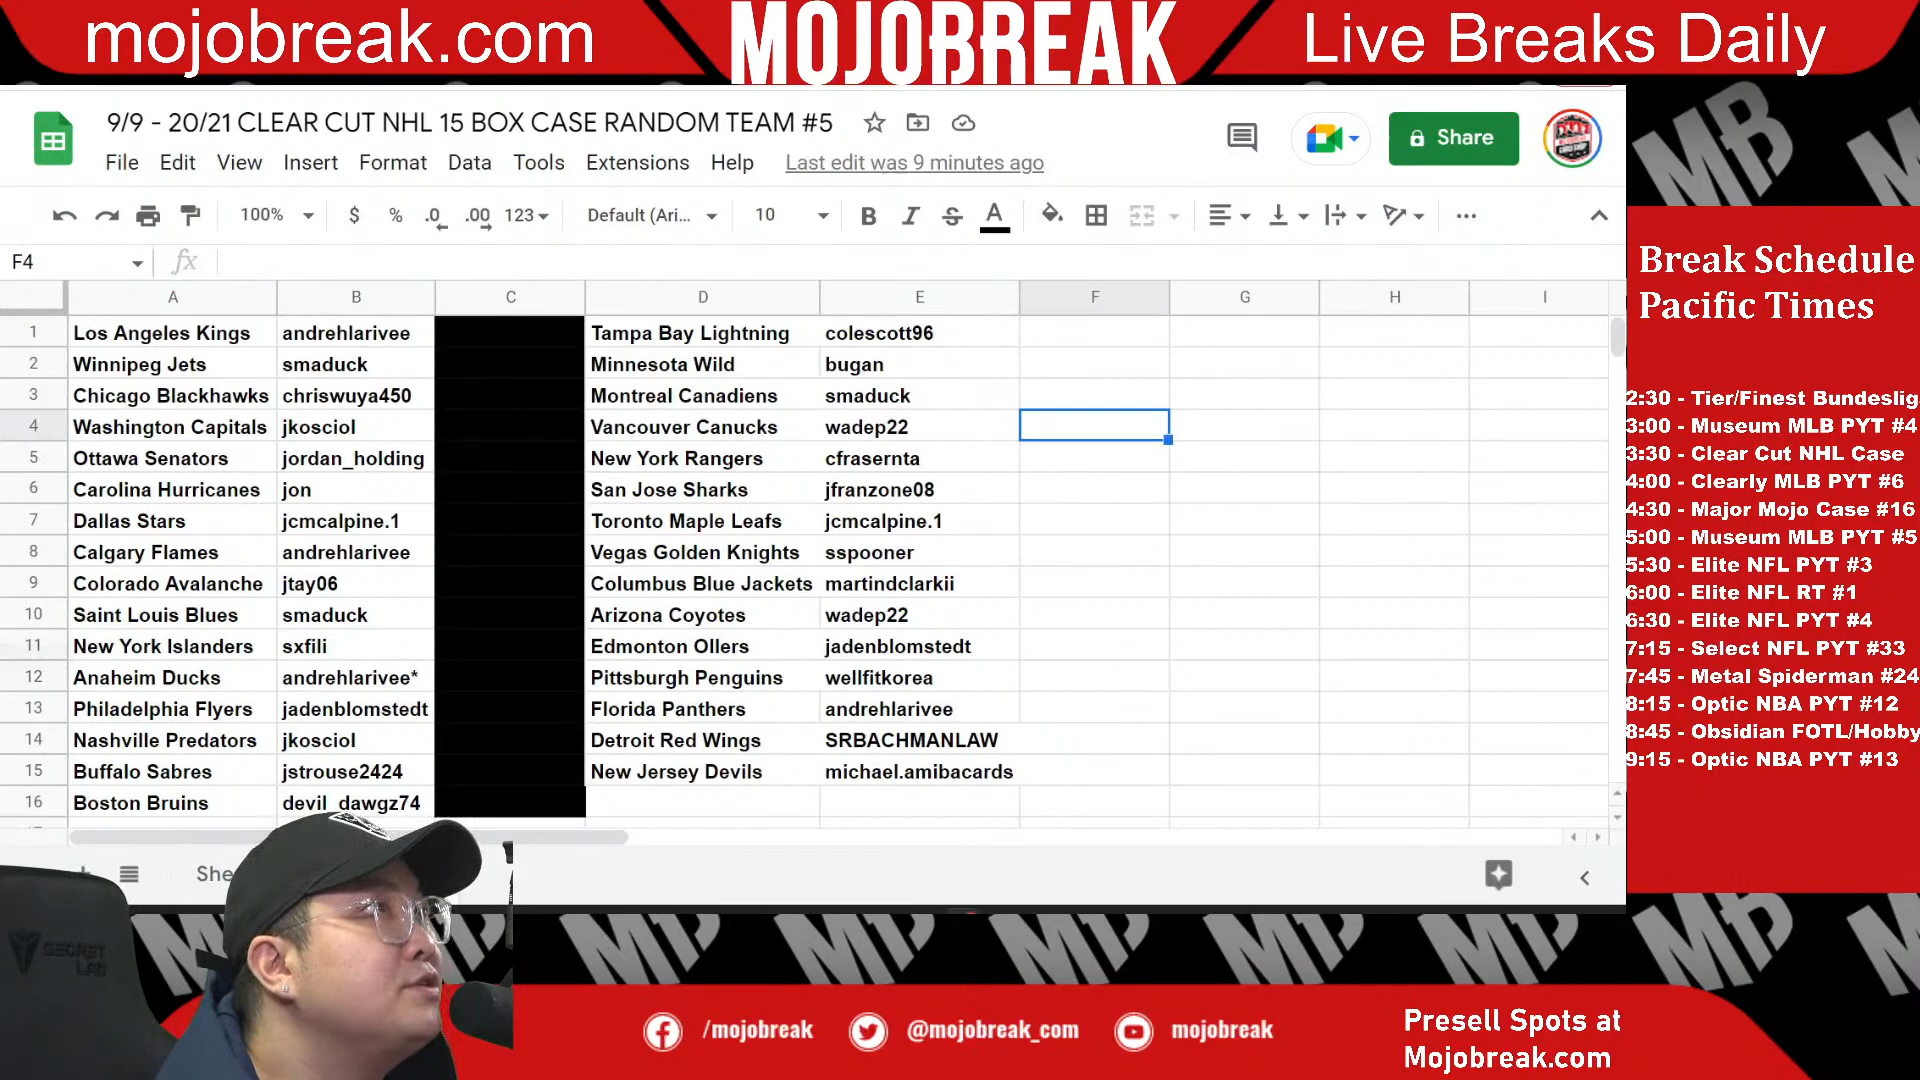 mojobreak.com
MOJOBREAK
Live Breaks Daily
9/9 - 20/21 CLEAR CUT NHL 15 BOX CASE RANDOM TEAM #5
Share
File Edit View Insert Format Data Tools Extensions Help Last edit was 9 minutes ago
100% $ % .0 .00 123 Default (Ari... 10 B I S A
F4 fx
A B C D E F G H I
1 Los Angeles Kings andrehlarivee Tampa Bay Lightning colescott96
2 Winnipeg Jets smaduck Minnesota Wild bugan
3 Chicago Blackhawks chriswuya450 Montreal Canadiens smaduck
4 Washington Capitals jkosciol Vancouver Canucks wadep22
5 Ottawa Senators jordan_holding New York Rangers cfrasernta
6 Carolina Hurricanes jon San Jose Sharks jfranzone08
7 Dallas Stars jcmcalpine.1 Toronto Maple Leafs jcmcalpine.1
8 Calgary Flames andrehlarivee Vegas Golden Knights sspooner
9 Colorado Avalanche jtay06 Columbus Blue Jackets martindclarkii
10 Saint Louis Blues smaduck Arizona Coyotes wadep22
11 New York Islanders sxfili Edmonton Ollers jadenblomstedt
12 Anaheim Ducks andrehlarivee* Pittsburgh Penguins wellfitkorea
13 Philadelphia Flyers jadenblomstedt Florida Panthers andrehlarivee
14 Nashville Predators jkosciol Detroit Red Wings SRBACHMANLAW
15 Buffalo Sabres jstrouse2424 New Jersey Devils michael.amibacards
16 Boston Bruins devil_dawgz74
She
Break Schedule
Pacific Times
2:30 - Tier/Finest Bundeslig
3:00 - Museum MLB PYT #4
3:30 - Clear Cut NHL Case
4:00 - Clearly MLB PYT #6
4:30 - Major Mojo Case #16
5:00 - Museum MLB PYT #5
5:30 - Elite NFL PYT #3
6:00 - Elite NFL RT #1
6:30 - Elite NFL PYT #4
7:15 - Select NFL PYT #33
7:45 - Metal Spiderman #24
8:15 - Optic NBA PYT #12
8:45 - Obsidian FOTL/Hobby
9:15 - Optic NBA PYT #13
SECRET
LAB
/mojobreak
@mojobreak_com
mojobreak
Presell Spots at
Mojobreak.com